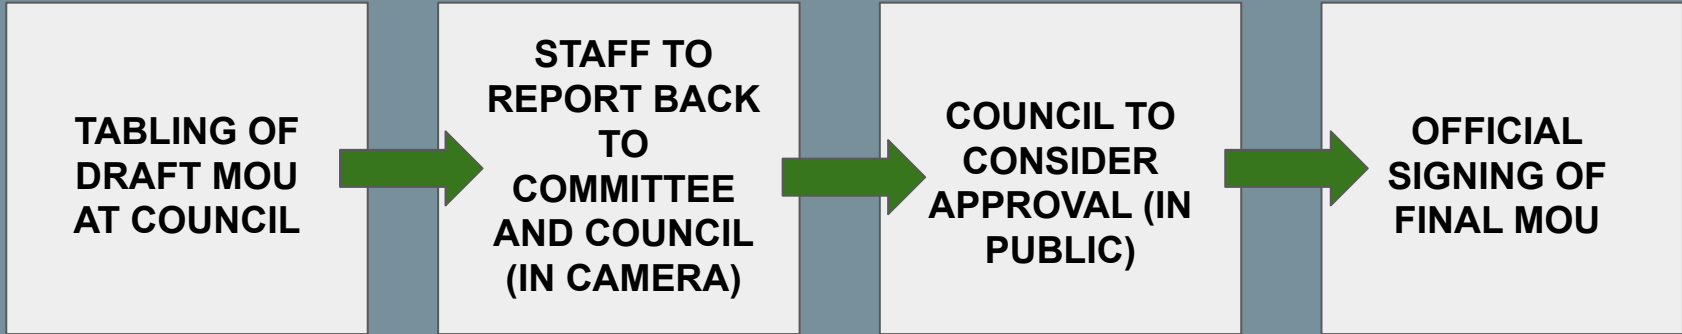 TABLING OF
DRAFT MOU
AT COUNCIL
STAFF TO
REPORT BACK
TO
COMMITTEE
AND COUNCIL
(IN CAMERA)
COUNCIL TO
CONSIDER
APPROVAL (IN
PUBLIC)
OFFICIAL
SIGNING OF
FINAL MOU